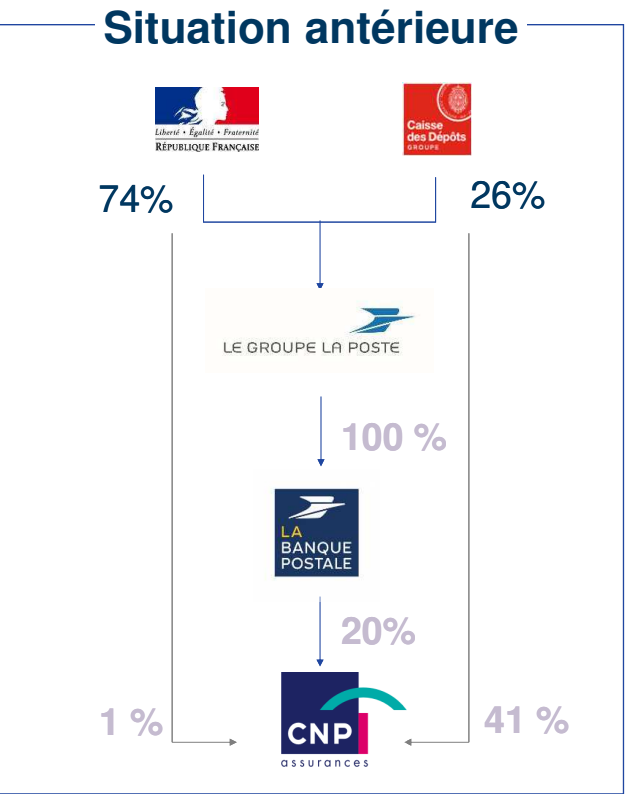 Situation antérieure
Liberté • Égalité • Fraternité
RÉPUBLIQUE FRANÇAISE
Caisse
des Dépôts
GROUPE
74%
26%
LE GROUPE LA POSTE
100 %
LA
BANQUE
POSTALE
20%
1 %
41 %
CNP
assurances